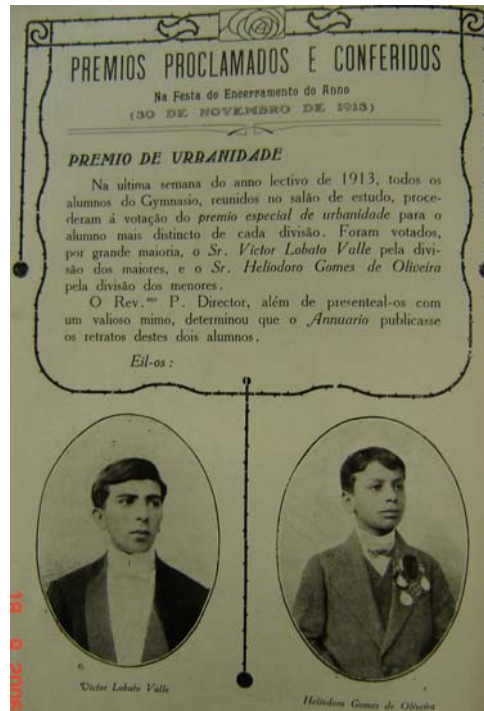 PREMIOS PROCLAMADOS E CONFERIDOS
Na Festa do Encerramento do Anno
(30 DE NOVEMBRO DE 1913)
PREMIO DE URBANIDADE
Na ultima semana do anno lectivo de 1913, todos os
alumnos do Gymnasio, reunidos no salão de estudo, proce-
deram á votação do premio especial de urbanidade para o
alumno mais distincto de cada divisão. Foram votados,
por grande maioria, o Sr. Victor Lobato Valle pela divi-
são dos maiores, e o Sr. Heliodoro Gomes de Oliveira
pela divisão dos menores.
O Rev.mo P. Director, além de presenteal-os com
um valioso mimo, determinou que o Annuario publicasse
os retratos destes dois alumnos.
Eil-os :
Victor Lobato Valle
Heliodoro Gomes de Oliveira